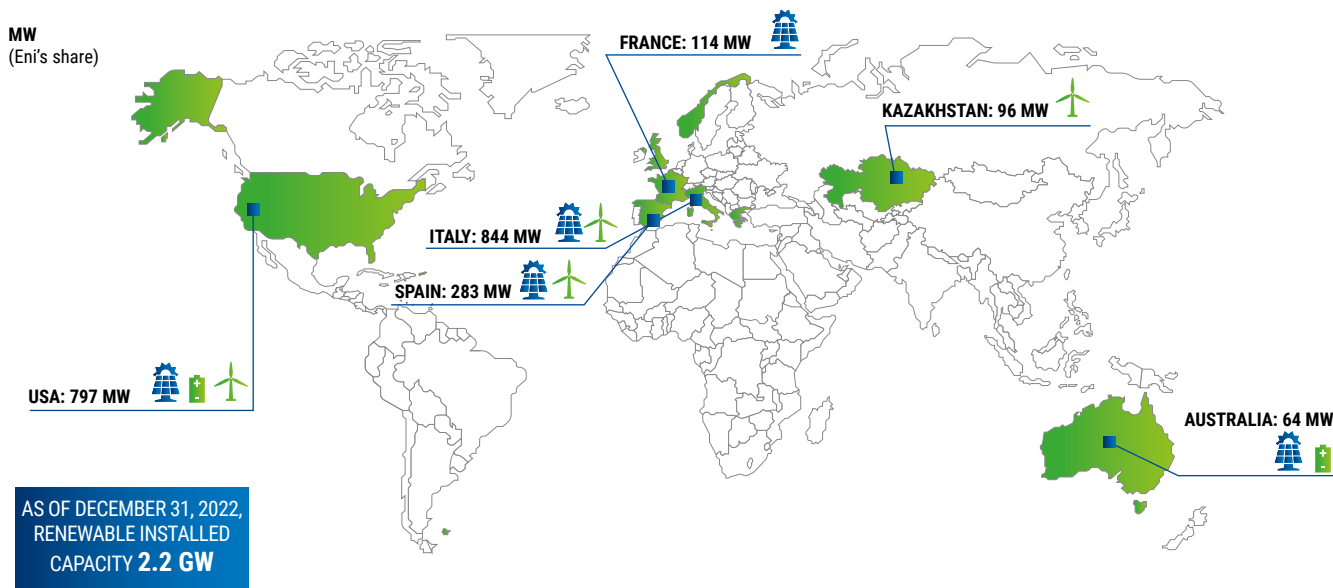 MW
(Eni's share)
FRANCE: 114 MW
KAZAKHSTAN: 96 MW
ITALY: 844 MW
SPAIN: 283 MW
USA: 797 MW
AUSTRALIA: 64 MW
AS OF DECEMBER 31, 2022,
RENEWABLE INSTALLED
CAPACITY 2.2 GW